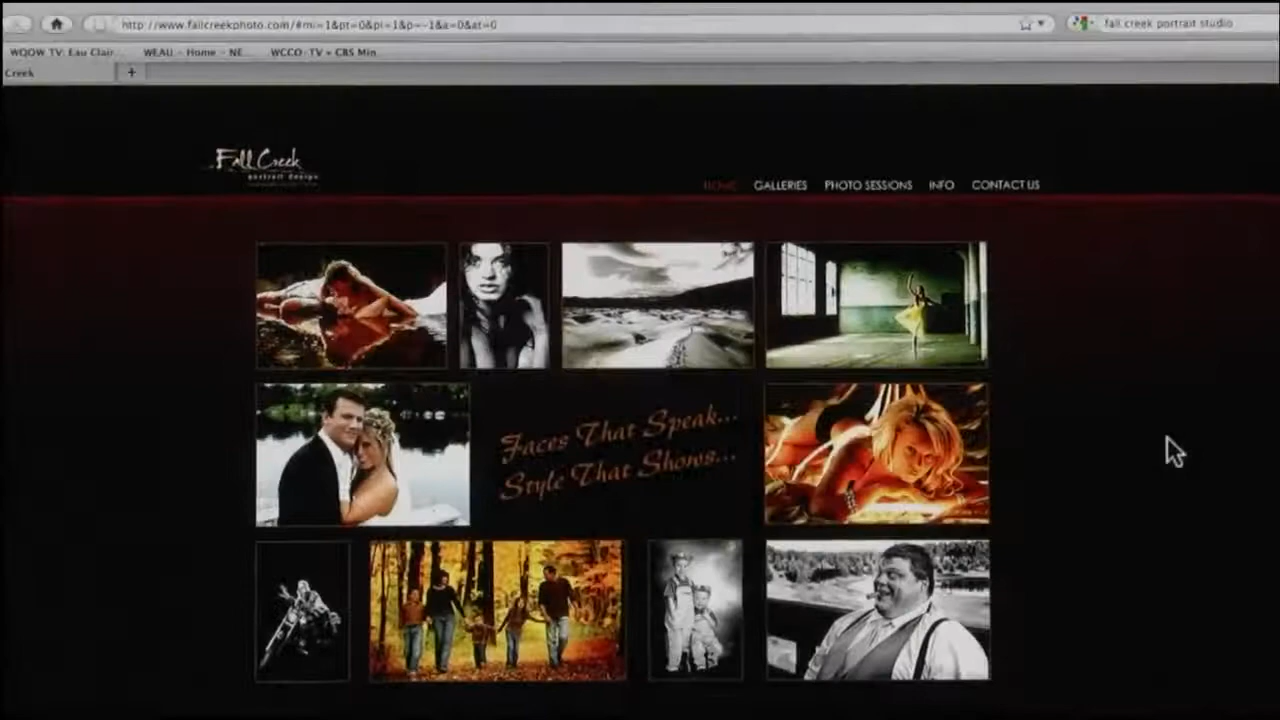 http://www.fallcreekphoto.com/#mi=1&pt=0&pi=1&p=-1&a=0&at=0
fall creek portrait studio
WQOW TV: Eau Clair...
WEAU - Home - NE...
WCCO-TV • CBS Min...
Creek
Fall Creek
portrait design
HOME GALLERIES PHOTO SESSIONS INFO CONTACT US
Faces That Speak...
Style That Shows...